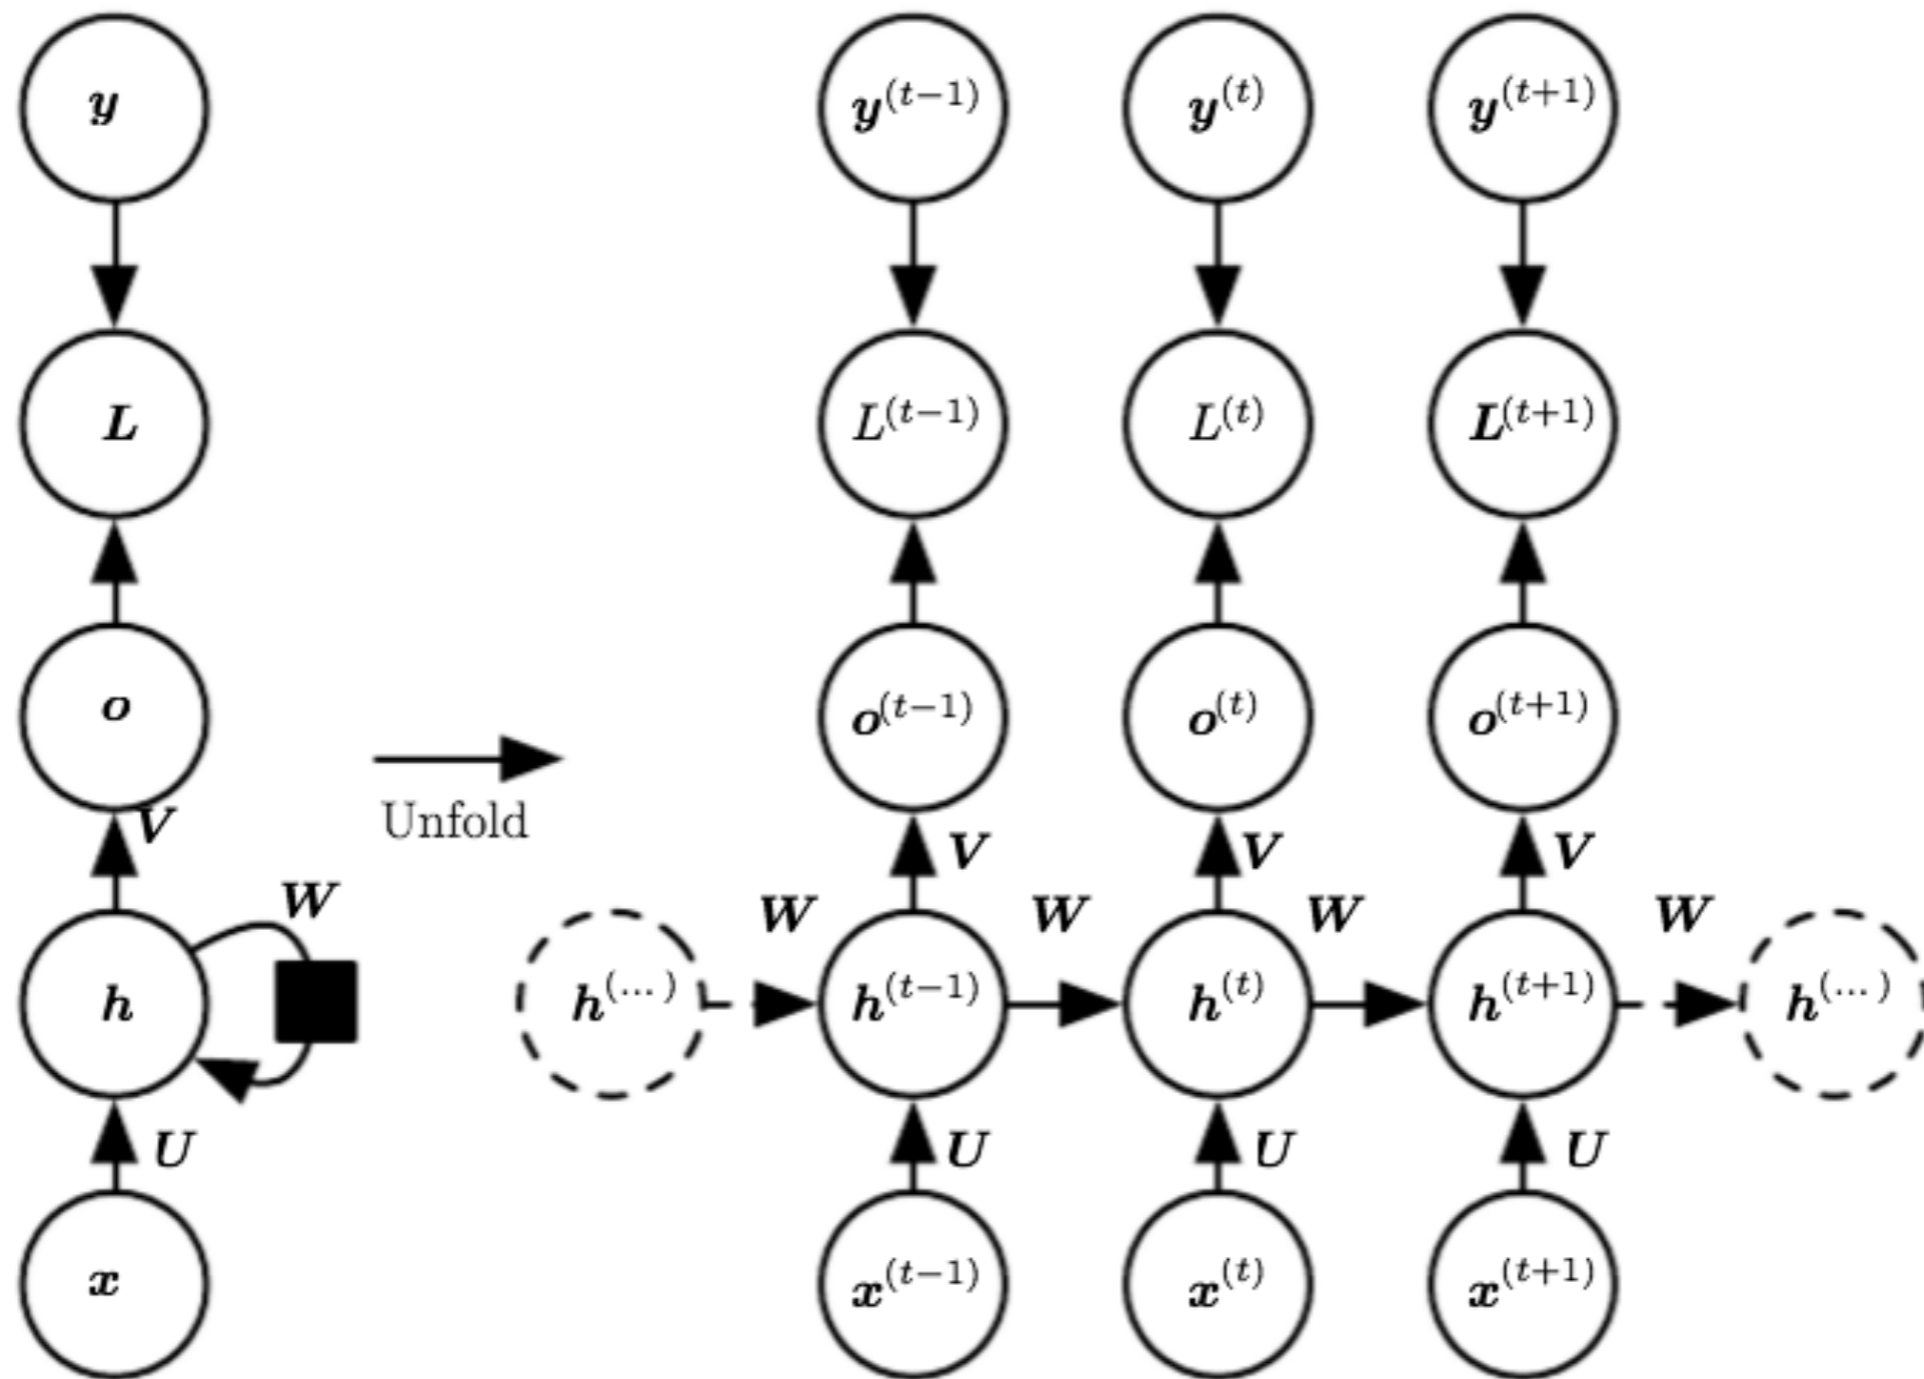 y y^(t−1) y^(t) y^(t+1)
L L^(t−1) L^(t) L^(t+1)
o o^(t−1) o^(t) o^(t+1)
Unfold
V V V V
W W W W W
h h^(...) h^(t−1) h^(t) h^(t+1) h^(...)
U U U U
x x^(t−1) x^(t) x^(t+1)